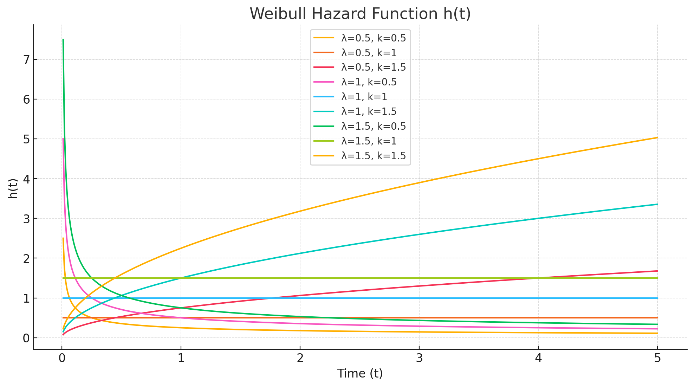 Weibull Hazard Function h(t)
λ=0.5, k=0.5
λ=0.5, k=1
λ=0.5, k=1.5
λ=1, k=0.5
λ=1, k=1
λ=1, k=1.5
λ=1.5, k=0.5
λ=1.5, k=1
λ=1.5, k=1.5
h(t)
7
6
5
4
3
2
1
0
0 1 2 3 4 5
Time (t)